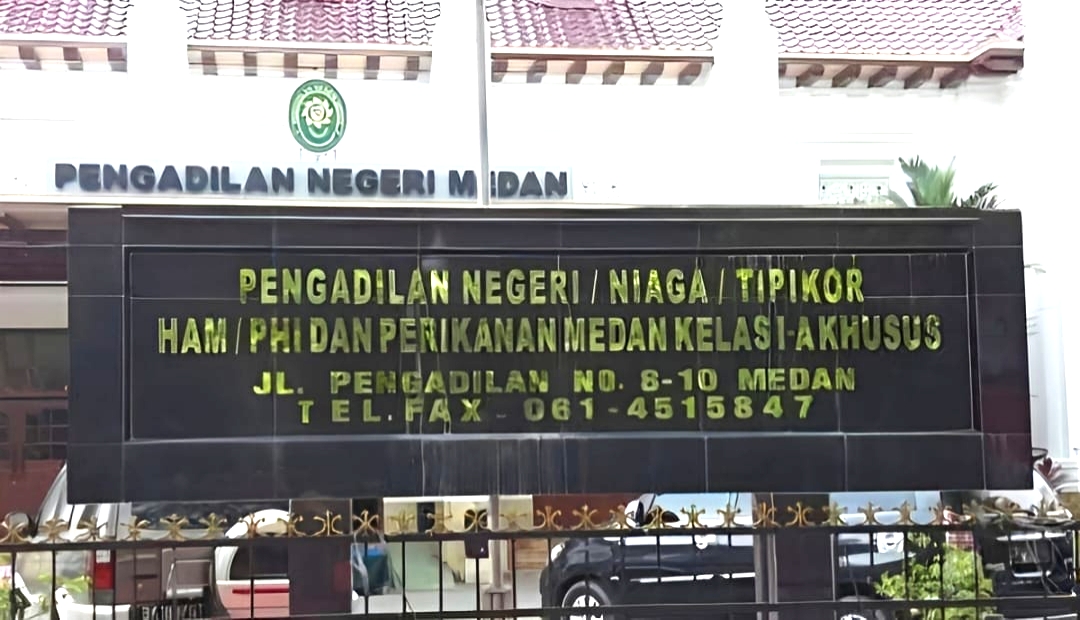 PENGADILAN NEGERI MEDAN
PENGADILAN NEGERI / NIAGA / TIPIKOR
HAM / PHI DAN PERIKANAN MEDAN KELAS I-A KHUSUS
JL. PENGADILAN NO. 8-10 MEDAN
TEL. FAX - 061-4515847